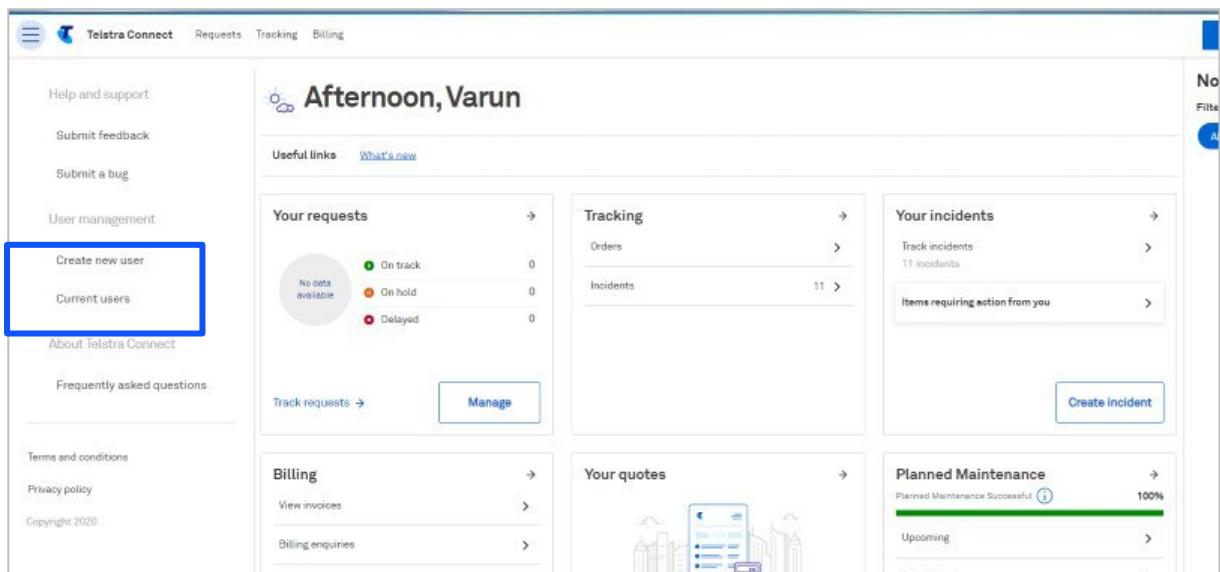 Telstra Connect Requests Tracking Billing
Help and support
Submit feedback
Submit a bug
User management
Create new user
Current users
About Telstra Connect
Frequently asked questions
Terms and conditions
Privacy policy
Copyright 2020
Afternoon, Varun
Useful links What's new
Your requests
No data
available
On track 0
On hold 0
Delayed 0
Track requests
Manage
Tracking
Orders
Incidents 11
Your incidents
Track incidents
11 incidents
Items requiring action from you
Create incident
Billing
View invoices
Billing enquiries
Your quotes
Planned Maintenance
Planned Maintenance Successful 100%
Upcoming
No
Filte
A